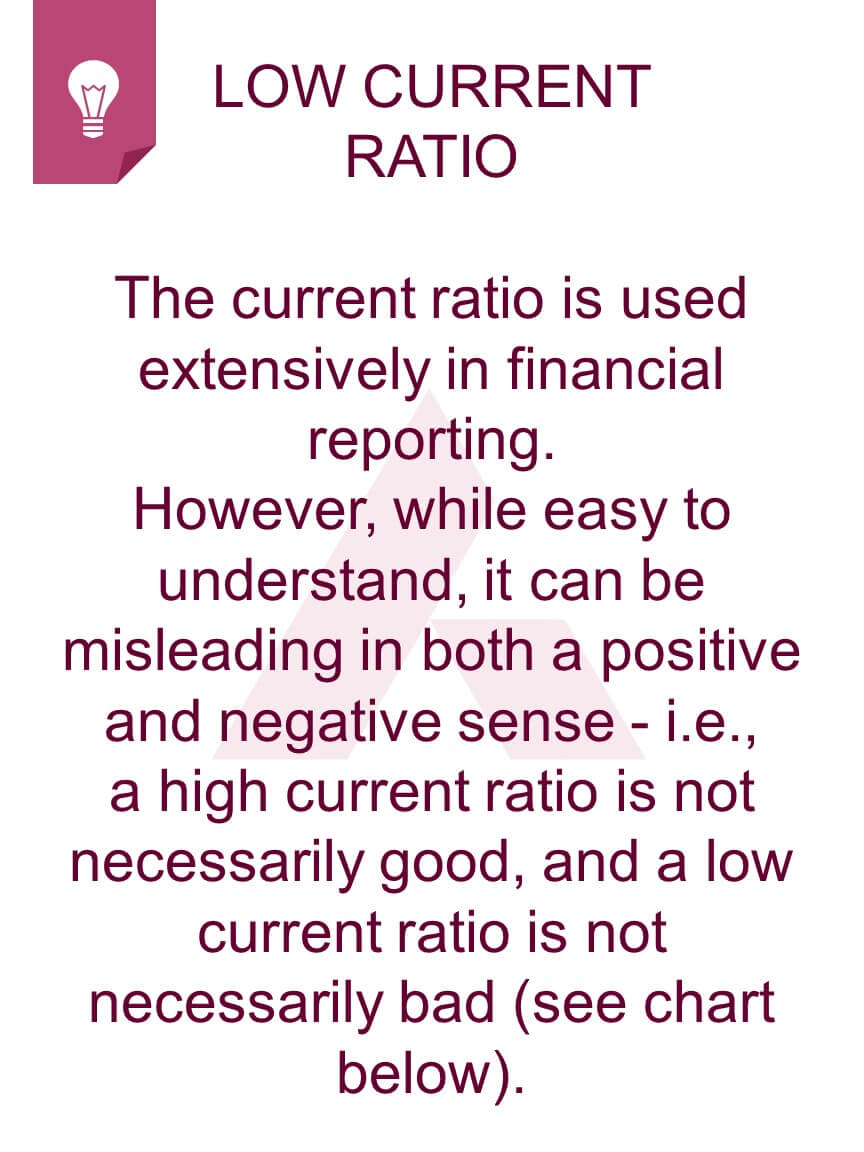 LOW CURRENT
RATIO
The current ratio is used
extensively in financial
reporting.
However, while easy to
understand, it can be
misleading in both a positive
and negative sense - i.e.,
a high current ratio is not
necessarily good, and a low
current ratio is not
necessarily bad (see chart
below).